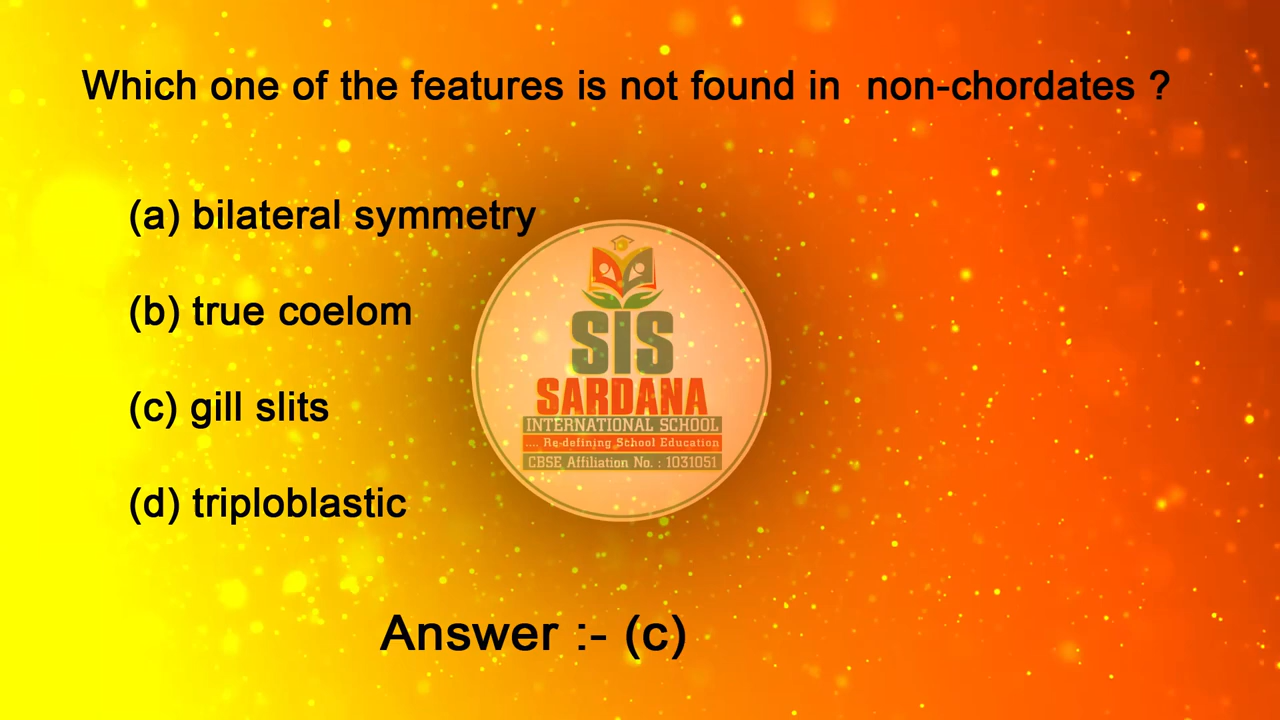 Which one of the features is not found in non-chordates ?
(a) bilateral symmetry
(b) true coelom
(c) gill slits
(d) triploblastic
SIS
SARDANA
INTERNATIONAL SCHOOL
.... Re-defining School Education
CBSE Affiliation No. : 1031051
Answer :- (c)